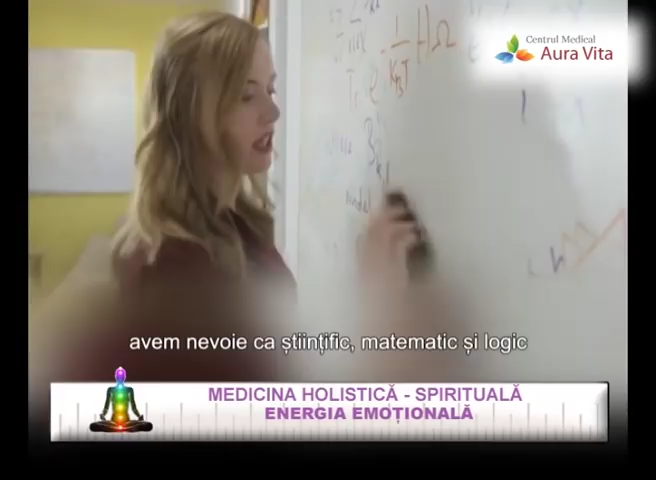 Centrul Medical
Aura Vita
avem nevoie ca științific, matematic și logic
MEDICINA HOLISTICĂ - SPIRITUALĂ
ENERGIA EMOȚIONALĂ